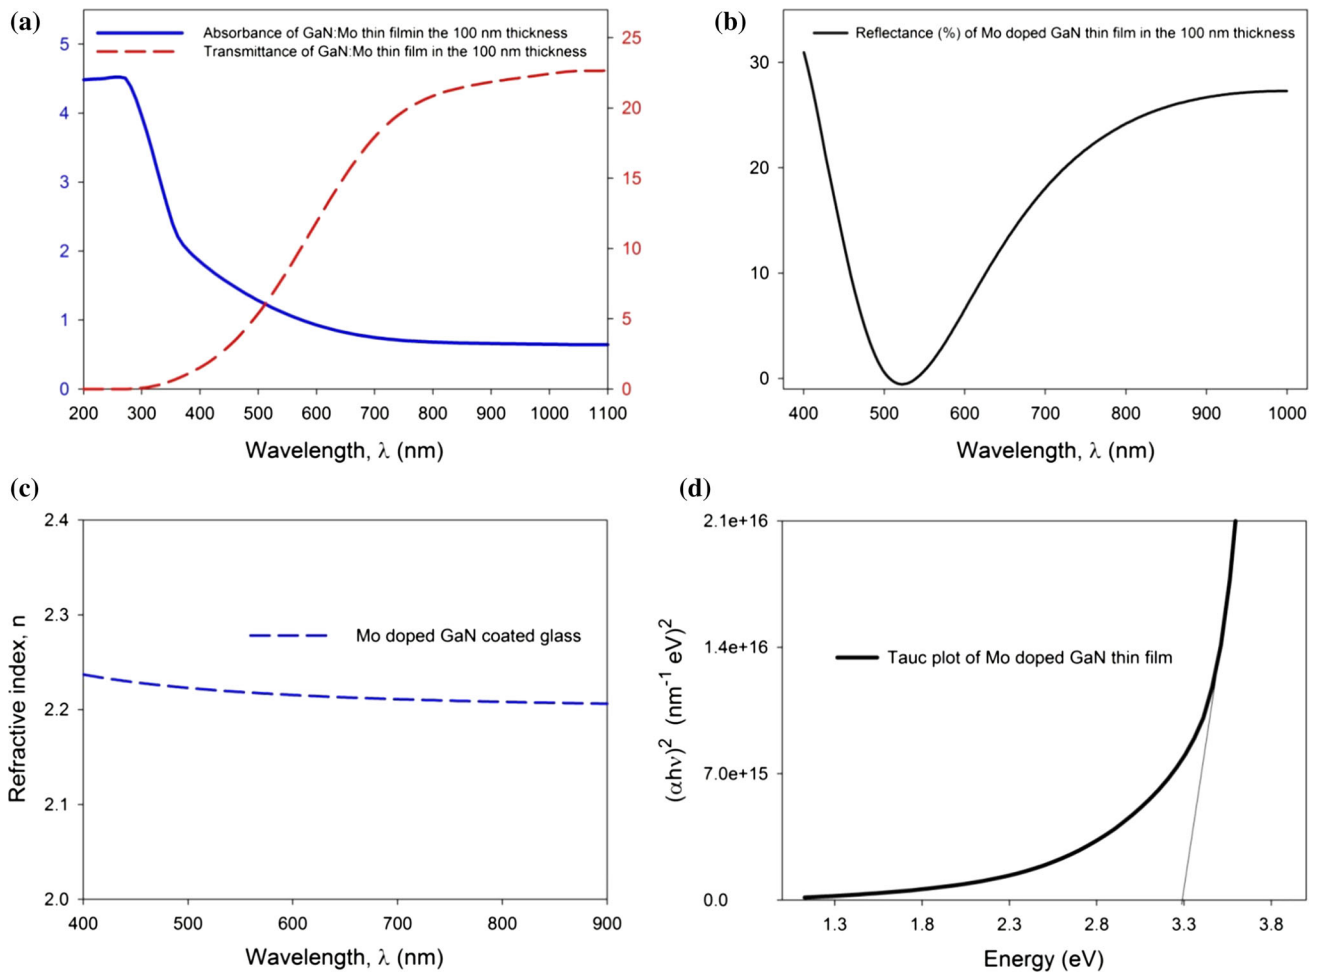 (a)
Absorbance of GaN:Mo thin filmin the 100 nm thickness
Transmittance of GaN:Mo thin film in the 100 nm thickness
5
4
3
2
1
0
25
20
15
10
5
0
200 300 400 500 600 700 800 900 1000 1100
Wavelength, λ (nm)
(b)
Reflectance (%) of Mo doped GaN thin film in the 100 nm thickness
30
20
10
0
400 500 600 700 800 900 1000
Wavelength, λ (nm)
(c)
Refractive index, n
2.4
2.3
2.2
2.1
2.0
Mo doped GaN coated glass
400 500 600 700 800 900
Wavelength, λ (nm)
(d)
(αhν)² (nm⁻¹ eV)²
2.1e+16
1.4e+16
7.0e+15
0.0
Tauc plot of Mo doped GaN thin film
1.3 1.8 2.3 2.8 3.3 3.8
Energy (eV)